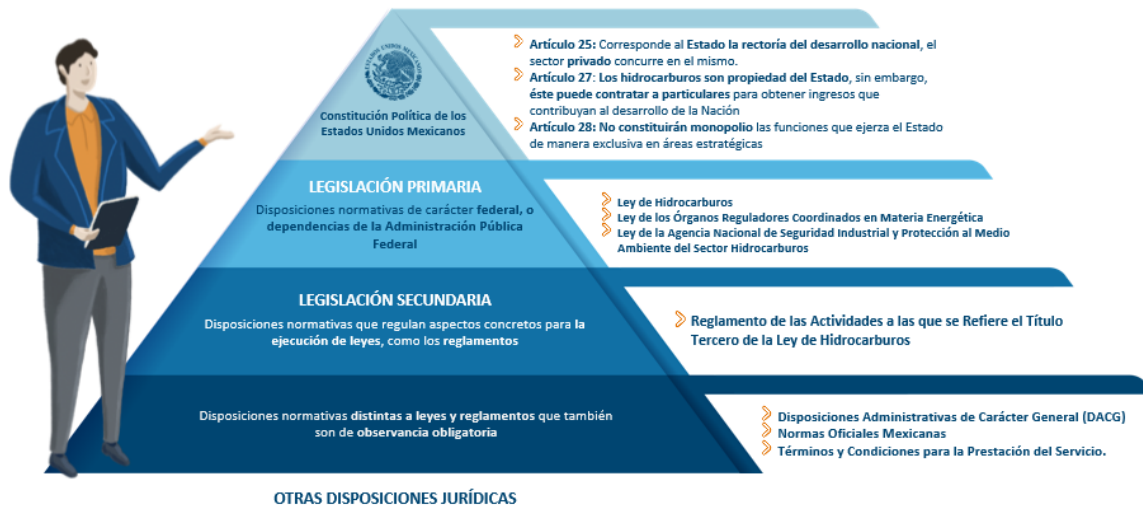 Constitución Política de los
Estados Unidos Mexicanos
Artículo 25: Corresponde al Estado la rectoría del desarrollo nacional, el
sector privado concurre en el mismo.
Artículo 27: Los hidrocarburos son propiedad del Estado, sin embargo,
éste puede contratar a particulares para obtener ingresos que
contribuyan al desarrollo de la Nación
Artículo 28: No constituirán monopolio las funciones que ejerza el Estado
de manera exclusiva en áreas estratégicas
LEGISLACIÓN PRIMARIA
Disposiciones normativas de carácter federal, o
dependencias de la Administración Pública
Federal
Ley de Hidrocarburos
Ley de los Órganos Reguladores Coordinados en Materia Energética
Ley de la Agencia Nacional de Seguridad Industrial y Protección al Medio
Ambiente del Sector Hidrocarburos
LEGISLACIÓN SECUNDARIA
Disposiciones normativas que regulan aspectos concretos para la
ejecución de leyes, como los reglamentos
Reglamento de las Actividades a las que se Refiere el Título
Tercero de la Ley de Hidrocarburos
Disposiciones normativas distintas a leyes y reglamentos que también
son de observancia obligatoria
Disposiciones Administrativas de Carácter General (DACG)
Normas Oficiales Mexicanas
Términos y Condiciones para la Prestación del Servicio.
OTRAS DISPOSICIONES JURÍDICAS